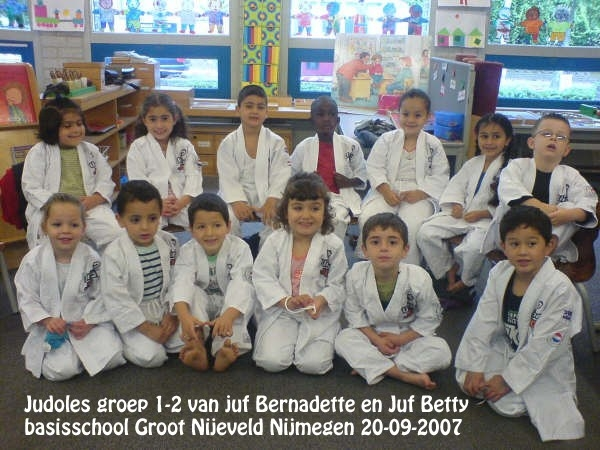 Judoles groep 1-2 van juf Bernadette en Juf Betty
basisschool Groot Nijeveld Nijmegen 20-09-2007